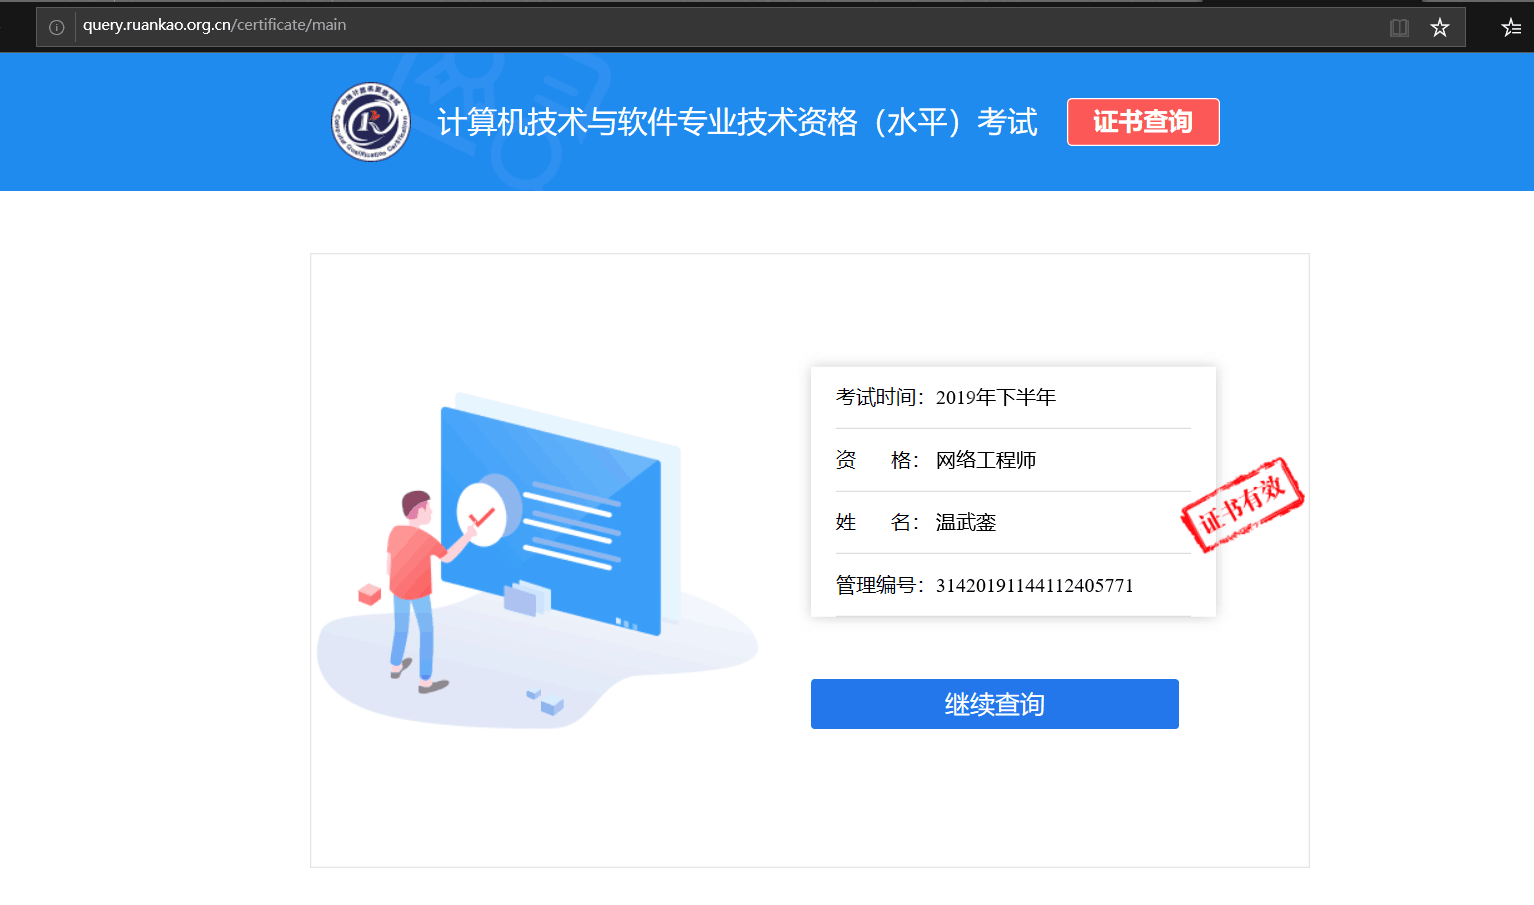 query.ruankao.org.cn/certificate/main
计算机技术与软件专业技术资格（水平）考试
证书查询
考试时间：2019年下半年
资 格：网络工程师
姓 名：温武銮
管理编号：31420191144112405771
证书有效
继续查询